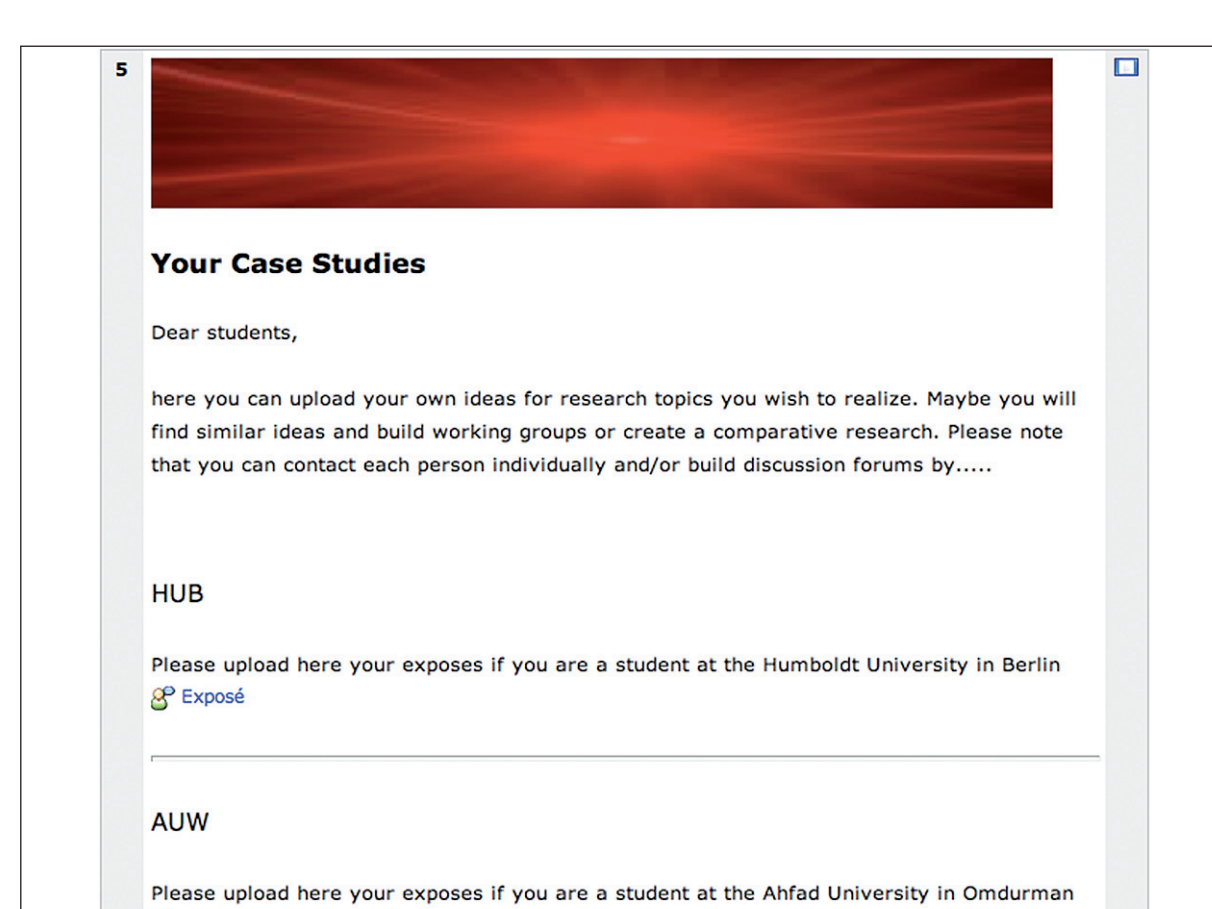 5
Your Case Studies
Dear students,
here you can upload your own ideas for research topics you wish to realize. Maybe you will
find similar ideas and build working groups or create a comparative research. Please note
that you can contact each person individually and/or build discussion forums by.....
HUB
Please upload here your exposes if you are a student at the Humboldt University in Berlin
Exposé
AUW
Please upload here your exposes if you are a student at the Ahfad University in Omdurman